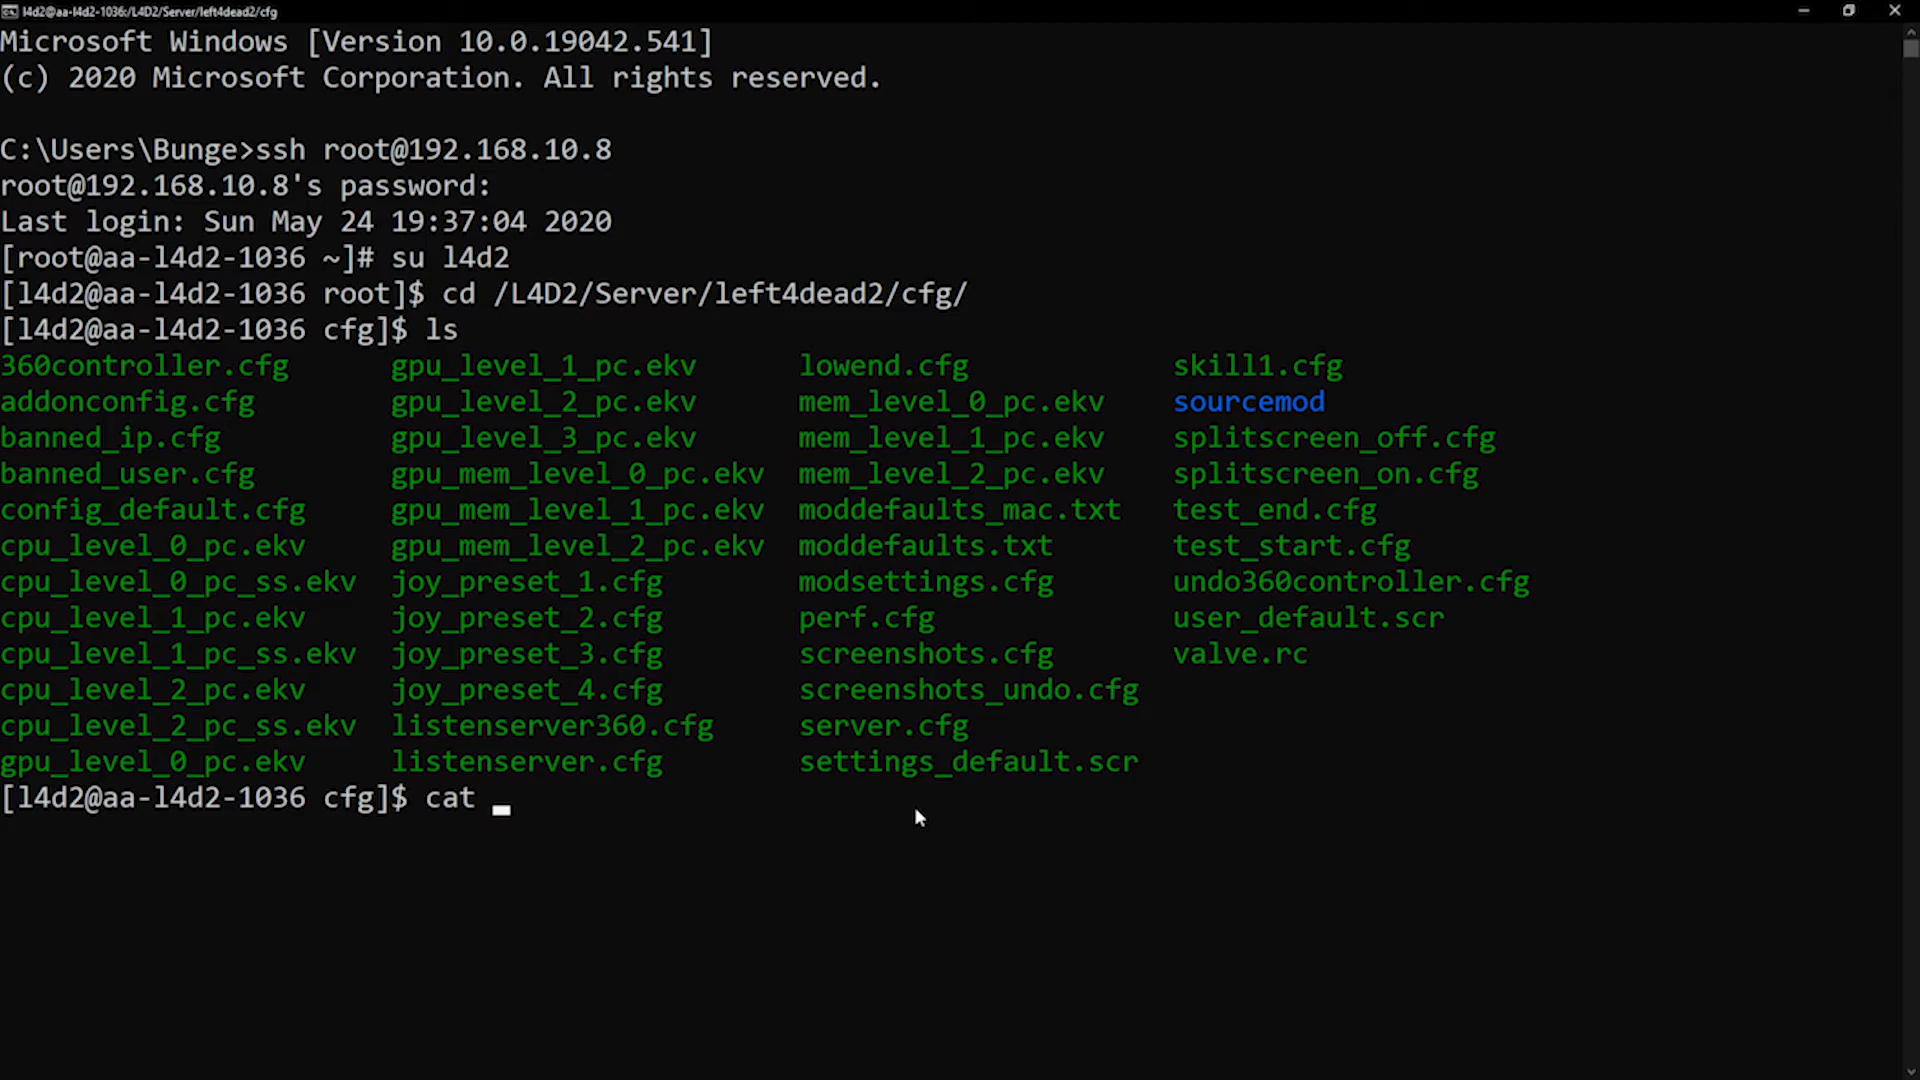 l4d2@aa-l4d2-1036:/L4D2/Server/left4dead2/cfg
Microsoft Windows [Version 10.0.19042.541]
(c) 2020 Microsoft Corporation. All rights reserved.
C:\Users\Bunge>ssh root@192.168.10.8
root@192.168.10.8's password:
Last login: Sun May 24 19:37:04 2020
[root@aa-l4d2-1036 ~]# su l4d2
[l4d2@aa-l4d2-1036 root]$ cd /L4D2/Server/left4dead2/cfg/
[l4d2@aa-l4d2-1036 cfg]$ ls
360controller.cfg gpu_level_1_pc.ekv lowend.cfg skill1.cfg
addonconfig.cfg gpu_level_2_pc.ekv mem_level_0_pc.ekv sourcemod
banned_ip.cfg gpu_level_3_pc.ekv mem_level_1_pc.ekv splitscreen_off.cfg
banned_user.cfg gpu_mem_level_0_pc.ekv mem_level_2_pc.ekv splitscreen_on.cfg
config_default.cfg gpu_mem_level_1_pc.ekv moddefaults_mac.txt test_end.cfg
cpu_level_0_pc.ekv gpu_mem_level_2_pc.ekv moddefaults.txt test_start.cfg
cpu_level_0_pc_ss.ekv joy_preset_1.cfg modsettings.cfg undo360controller.cfg
cpu_level_1_pc.ekv joy_preset_2.cfg perf.cfg user_default.scr
cpu_level_1_pc_ss.ekv joy_preset_3.cfg screenshots.cfg valve.rc
cpu_level_2_pc.ekv joy_preset_4.cfg screenshots_undo.cfg
cpu_level_2_pc_ss.ekv listenserver360.cfg server.cfg
gpu_level_0_pc.ekv listenserver.cfg settings_default.scr
[l4d2@aa-l4d2-1036 cfg]$ cat